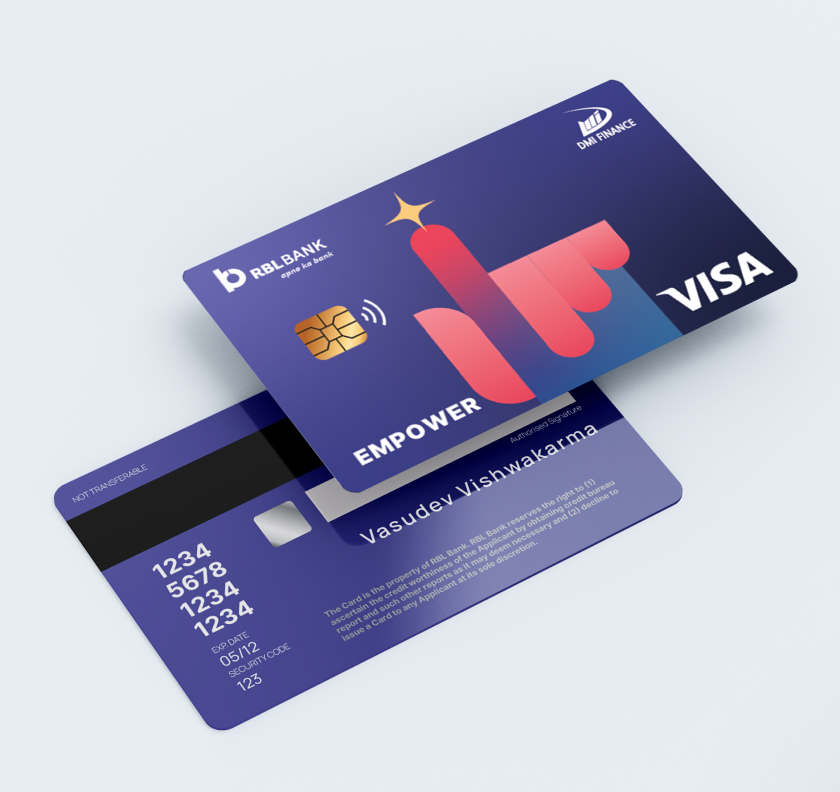 DMI FINANCE
RBLBANK
apno ka bank
VISA
EMPOWER
NOT TRANSFERABLE
Authorised Signature
Vasudev Vishwakarma
1234
5678
1234
1234
EXP. DATE
05/12
SECURITY CODE
123
The Card is the property of RBL Bank. RBL Bank reserves the right to (1)
ascertain the credit worthiness of the Applicant by obtaining credit bureau
report and such other reports as it may deem necessary and (2) decline to
issue a Card to any Applicant at its sole discretion.